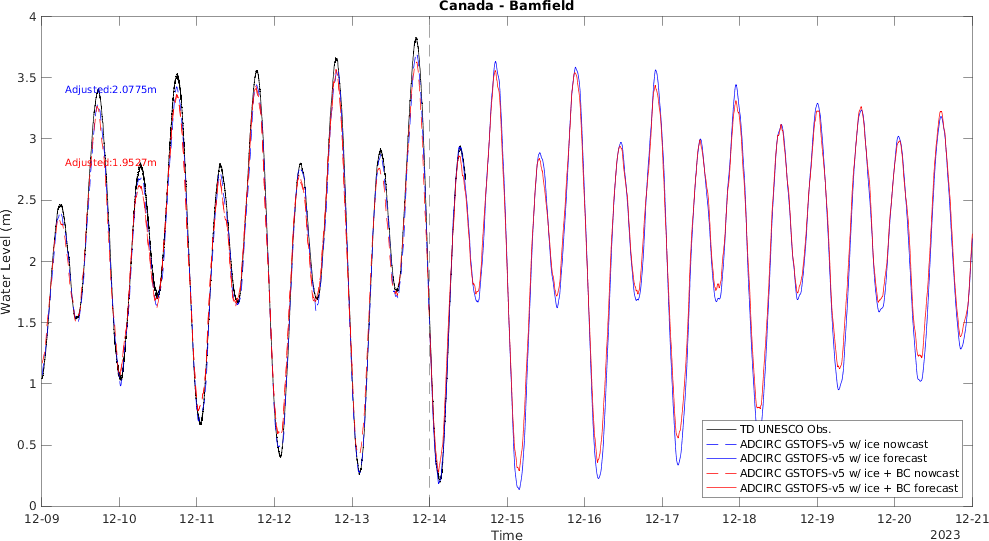 Canada - Bamfield
4
3.5
3
2.5
2
1.5
1
0.5
0
Water Level (m)
Adjusted:2.0775m
Adjusted:1.9527m
TD UNESCO Obs.
ADCIRC GSTOFS-v5 w/ ice nowcast
ADCIRC GSTOFS-v5 w/ ice forecast
ADCIRC GSTOFS-v5 w/ ice + BC nowcast
ADCIRC GSTOFS-v5 w/ ice + BC forecast
12-09 12-10 12-11 12-12 12-13 12-14 12-15 12-16 12-17 12-18 12-19 12-20 12-21
Time
2023